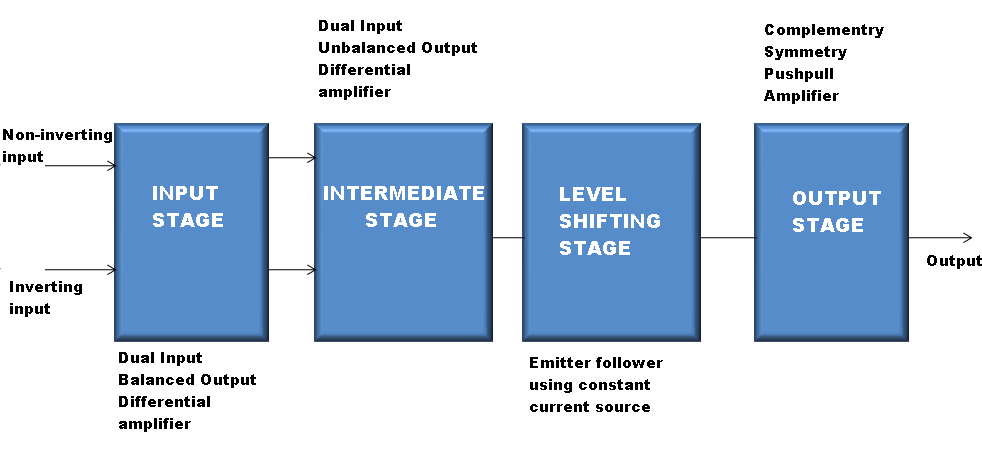 Dual Input
Unbalanced Output
Differential
amplifier
Complementry
Symmetry
Pushpull
Amplifier
Non-inverting
input
INPUT
STAGE
INTERMEDIATE
STAGE
LEVEL
SHIFTING
STAGE
OUTPUT
STAGE
Output
Inverting
input
Dual Input
Balanced Output
Differential
amplifier
Emitter follower
using constant
current source